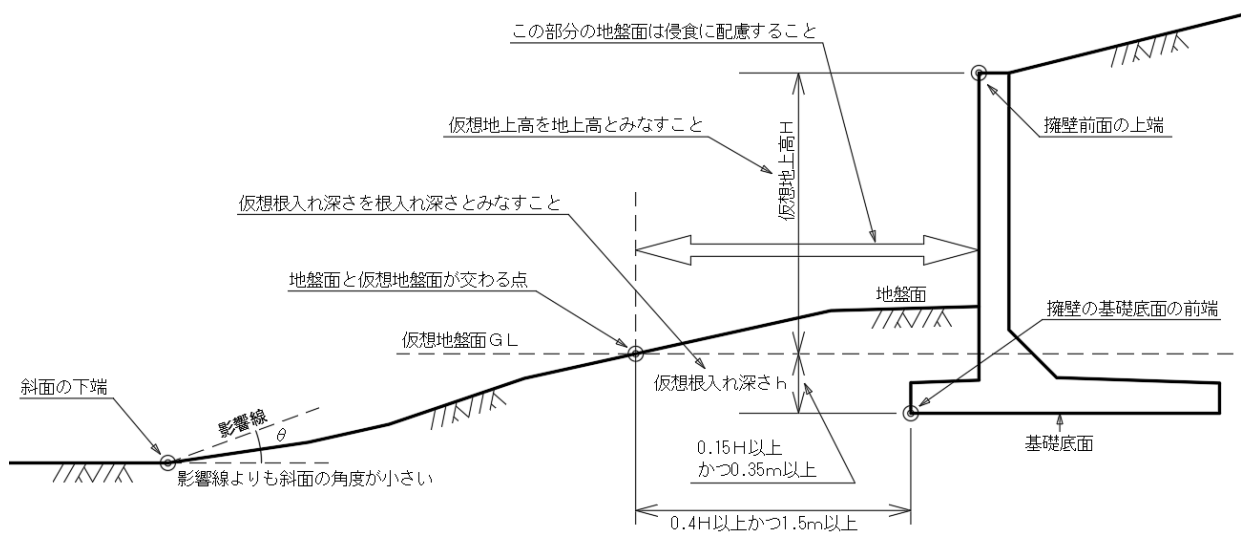 この部分の地盤面は侵食に配慮すること
仮想地上高を地上高とみなすこと
仮想地上高H
擁壁前面の上端
仮想根入れ深さを根入れ深さとみなすこと
地盤面と仮想地盤面が交わる点
地盤面
擁壁の基礎底面の前端
仮想地盤面GL
斜面の下端
仮想根入れ深さh
影響線
θ
影響線よりも斜面の角度が小さい
0.15H以上
かつ0.35m以上
基礎底面
0.4H以上かつ1.5m以上